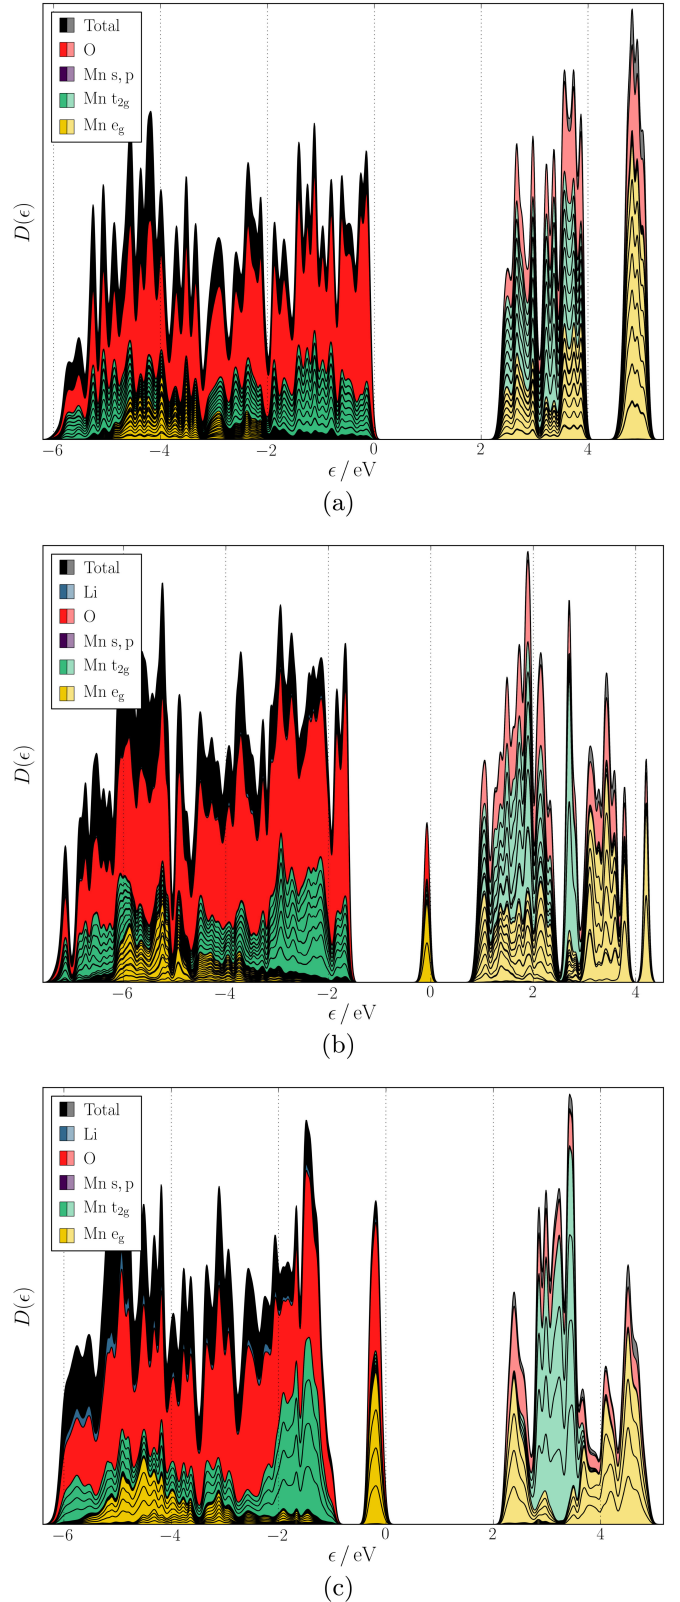 Total
O
Mn s, p
Mn t2g
Mn eg
D(ϵ)
−6 −4 −2 0 2 4
ϵ / eV
(a)
Total
Li
O
Mn s, p
Mn t2g
Mn eg
D(ϵ)
−6 −4 −2 0 2 4
ϵ / eV
(b)
Total
Li
O
Mn s, p
Mn t2g
Mn eg
D(ϵ)
−6 −4 −2 0 2 4
ϵ / eV
(c)